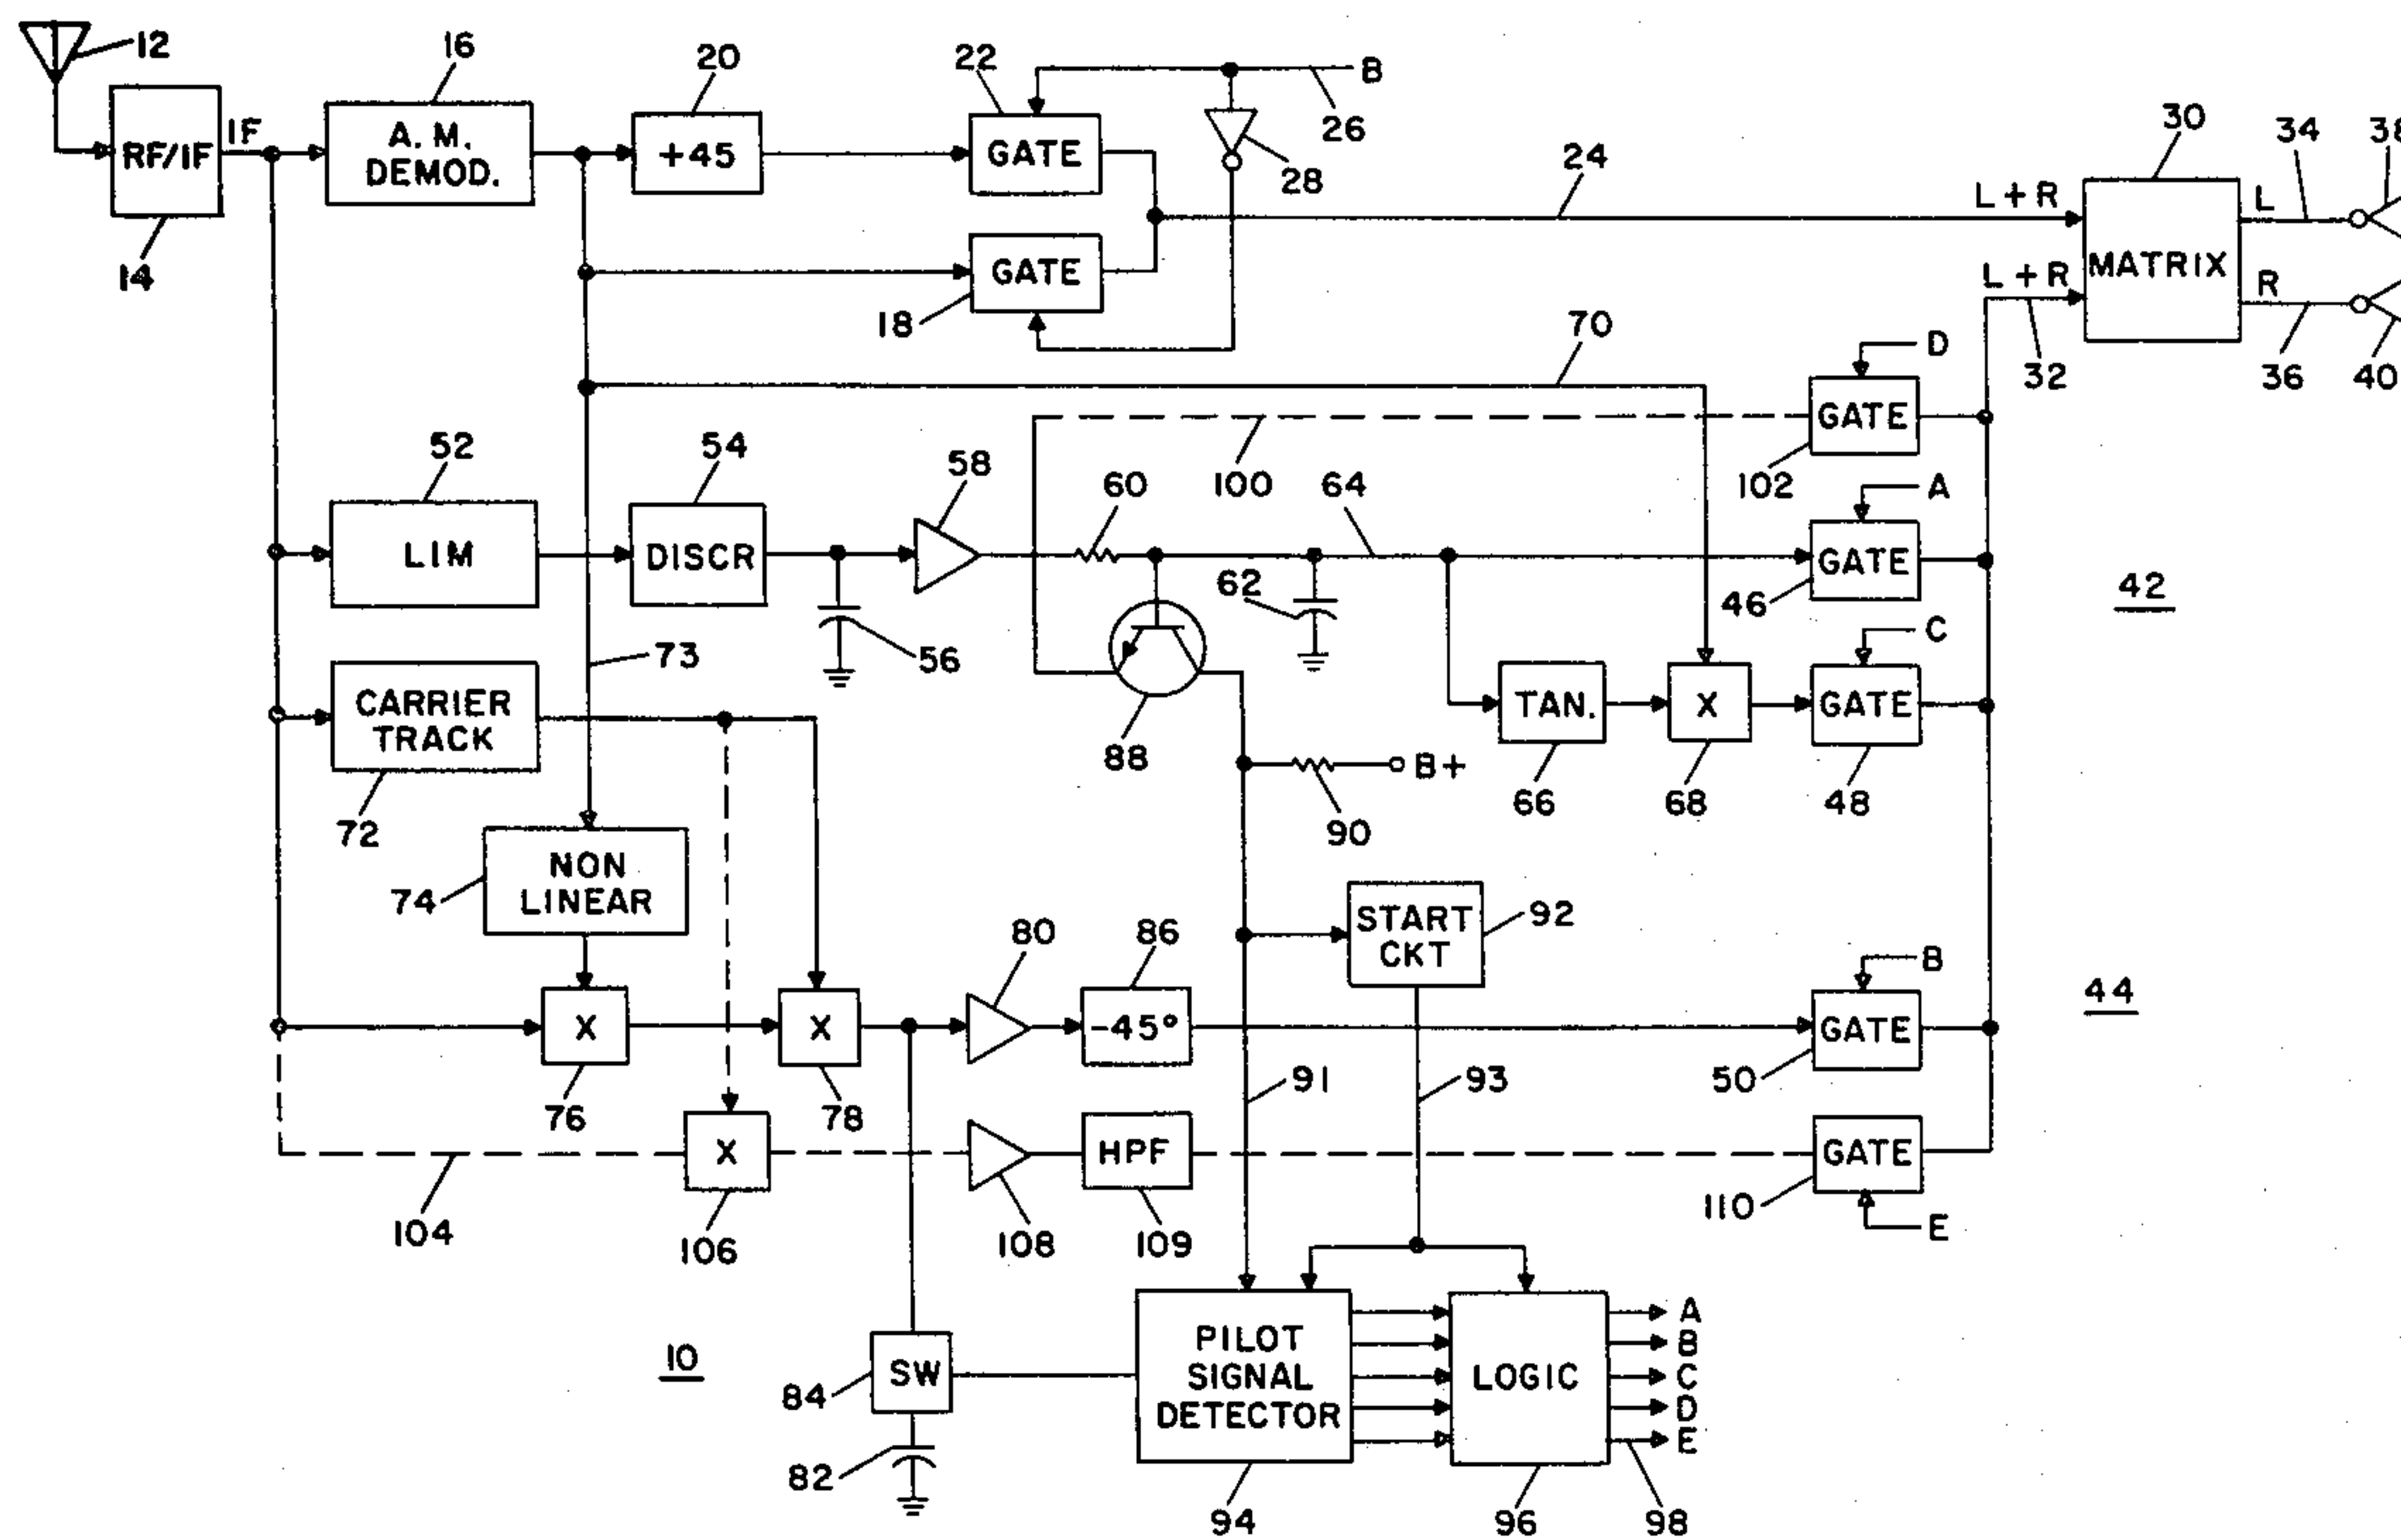 12
16
20
22
B
26
28
RF/IF
IF
A. M.
DEMOD.
+45
GATE
14
18
GATE
24
L + R
30
34
38
L
MATRIX
R
L + R
32
36
40
70
D
GATE
102
100
52
54
58
60
64
A
LIM
DISCR
GATE
46
42
56
62
73
C
CARRIER
TRACK
88
TAN.
X
GATE
72
66
68
48
B+
90
NON
LINEAR
74
80
86
START
CKT
92
B
44
X
X
-45°
GATE
50
76
78
91
93
X
HPF
GATE
110
104
106
108
109
E
10
SW
84
82
PILOT
SIGNAL
DETECTOR
LOGIC
A
B
C
D
E
94
96
98